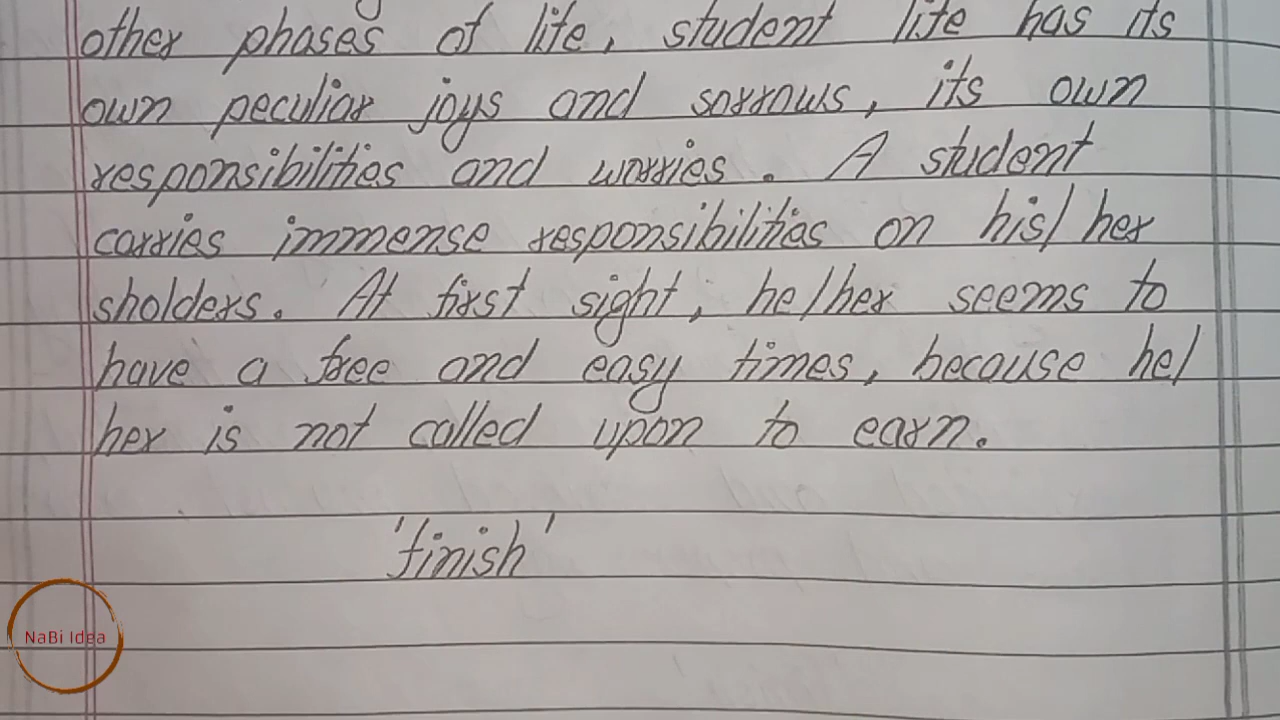 other phases of life, student life has its
own peculiar joys and sorrows, its own
responsibilities and worries. A student
carries immense responsibilities on his/her
sholders. At first sight, he/her seems to
have a free and easy times, because he/
her is not called upon to earn.
'finish'
NaBi Idea